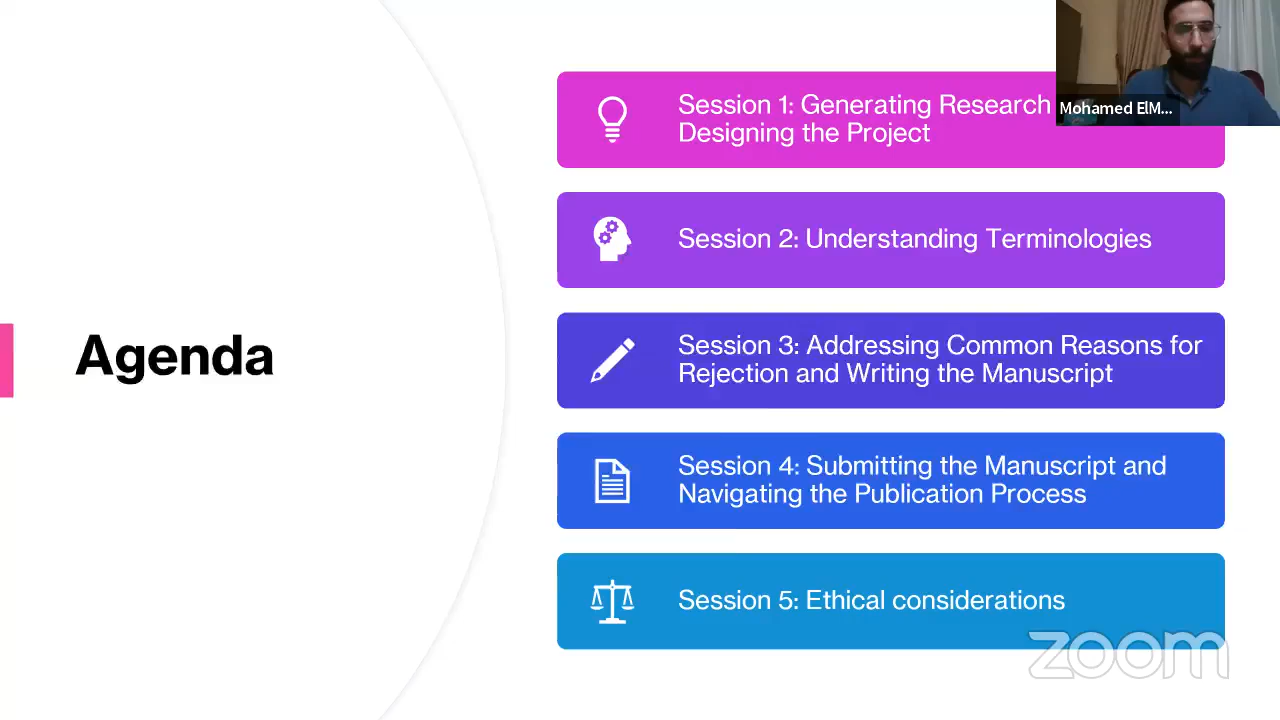 Agenda
Session 1: Generating Research
Designing the Project
Session 2: Understanding Terminologies
Session 3: Addressing Common Reasons for
Rejection and Writing the Manuscript
Session 4: Submitting the Manuscript and
Navigating the Publication Process
Session 5: Ethical considerations
Mohamed ElM...
zoom